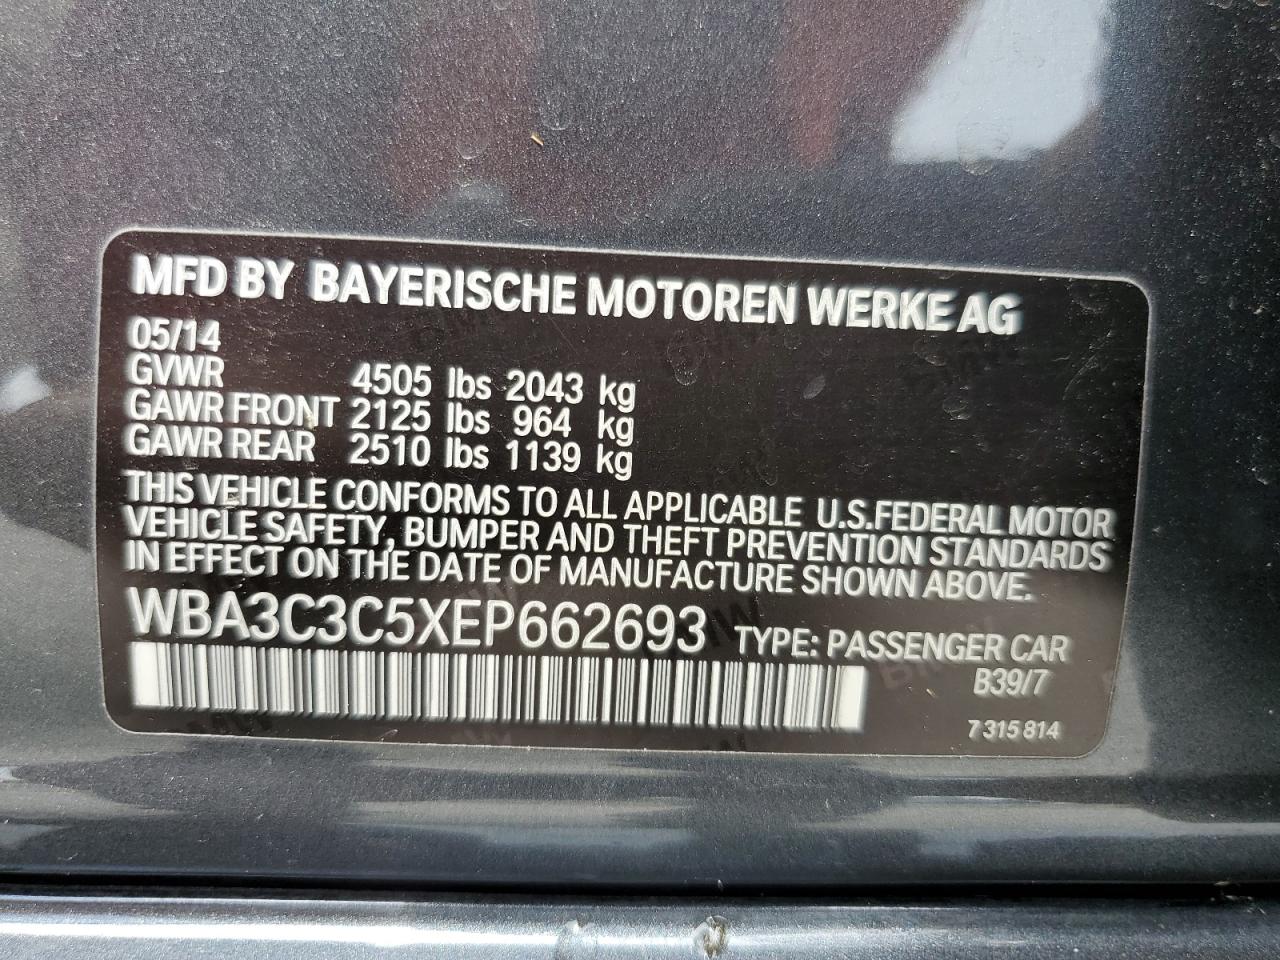 MFD BY BAYERISCHE MOTOREN WERKE AG
05/14
GVWR 4505 lbs 2043 kg
GAWR FRONT 2125 lbs 964 kg
GAWR REAR 2510 lbs 1139 kg
THIS VEHICLE CONFORMS TO ALL APPLICABLE U.S.FEDERAL MOTOR
VEHICLE SAFETY, BUMPER AND THEFT PREVENTION STANDARDS
IN EFFECT ON THE DATE OF MANUFACTURE SHOWN ABOVE.
WBA3C3C5XEP662693 TYPE: PASSENGER CAR
B39/7
7 315 814